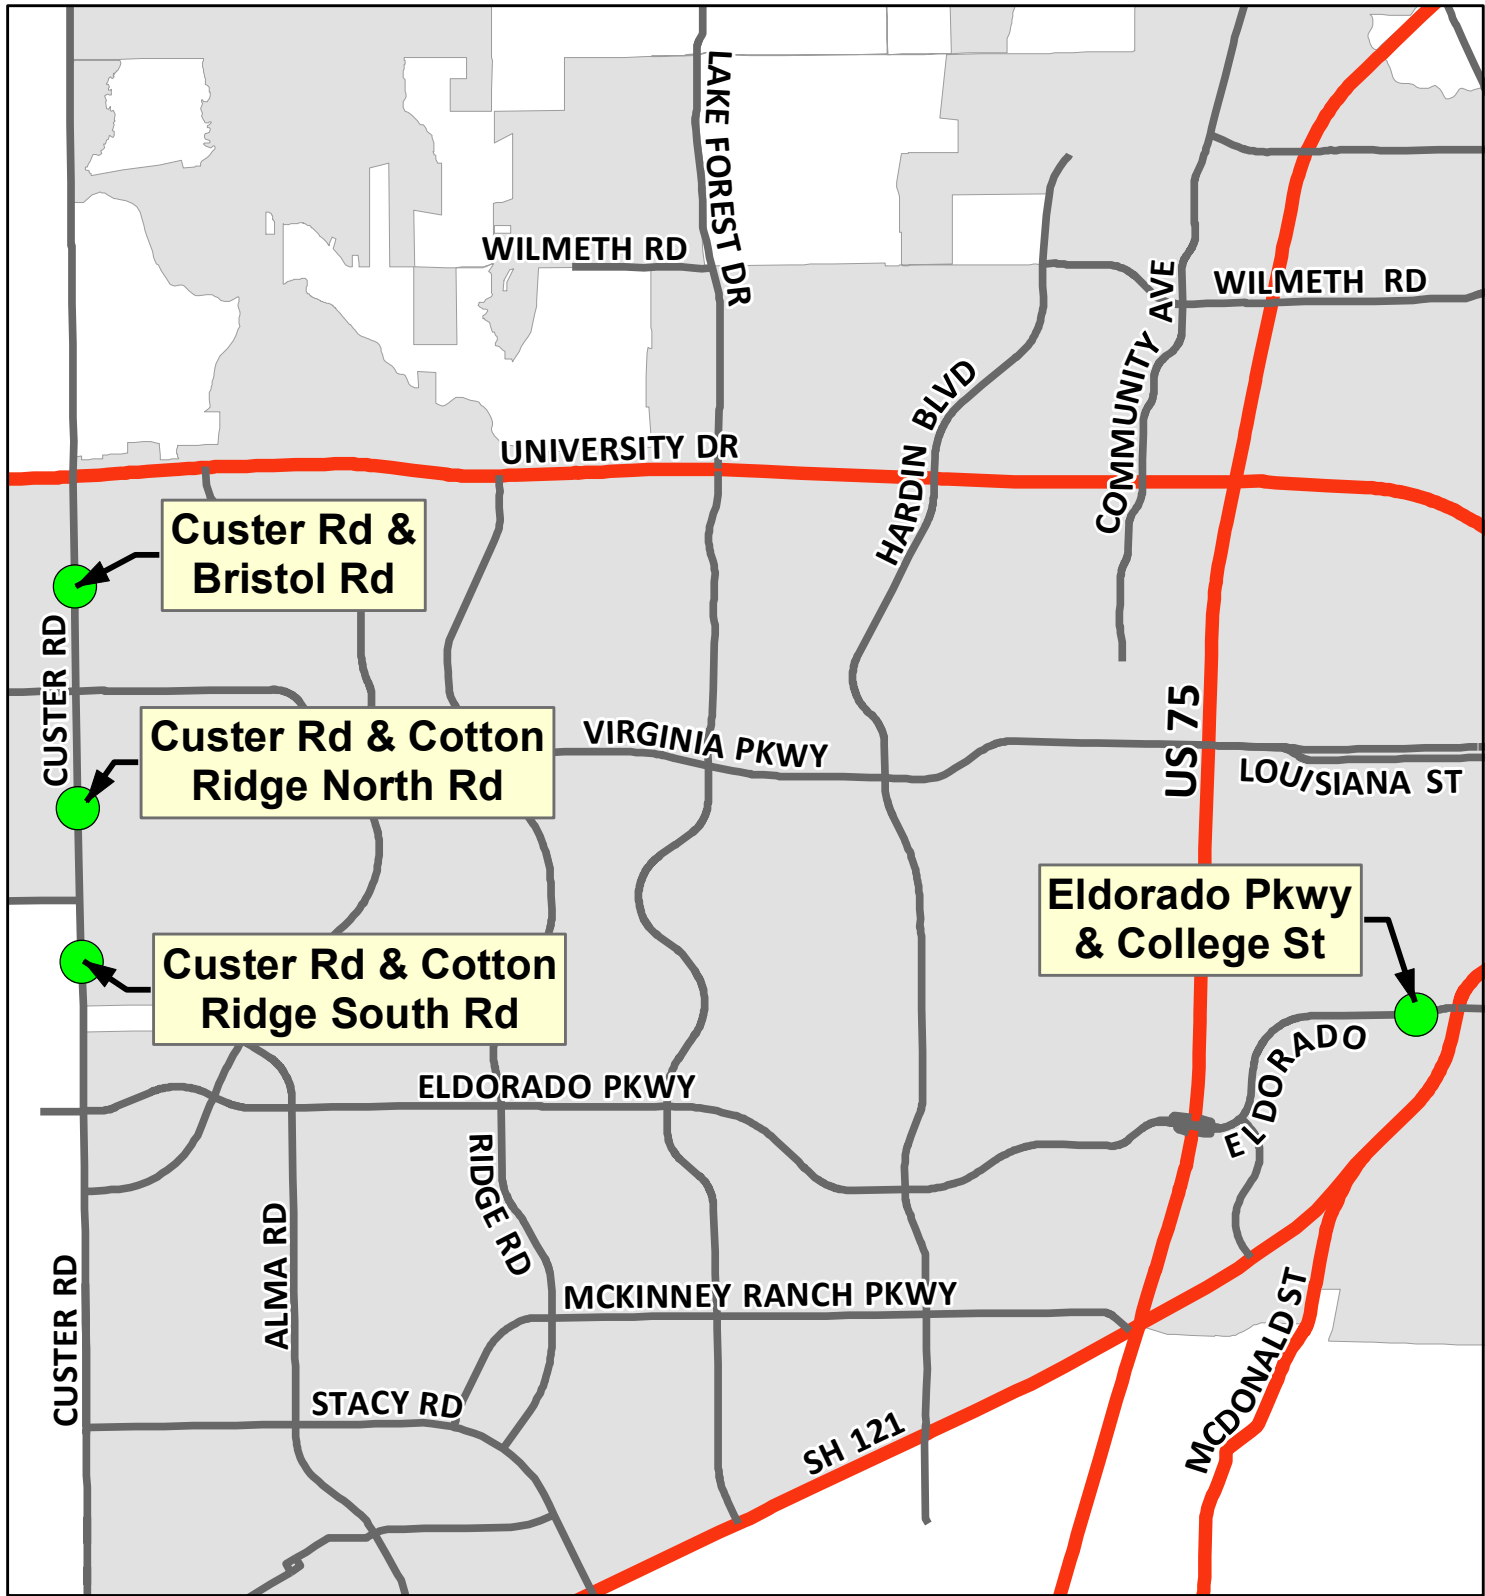 LAKE FOREST DR
WILMETH RD
WILMETH RD
COMMUNITY AVE
HARDIN BLVD
UNIVERSITY DR
Custer Rd &
Bristol Rd
CUSTER RD
US 75
Custer Rd & Cotton
Ridge North Rd
VIRGINIA PKWY
LOUISIANA ST
Eldorado Pkwy
& College St
Custer Rd & Cotton
Ridge South Rd
ELDORADO
ELDORADO PKWY
RIDGE RD
ALMA RD
CUSTER RD
MCKINNEY RANCH PKWY
MCDONALD ST
STACY RD
SH 121